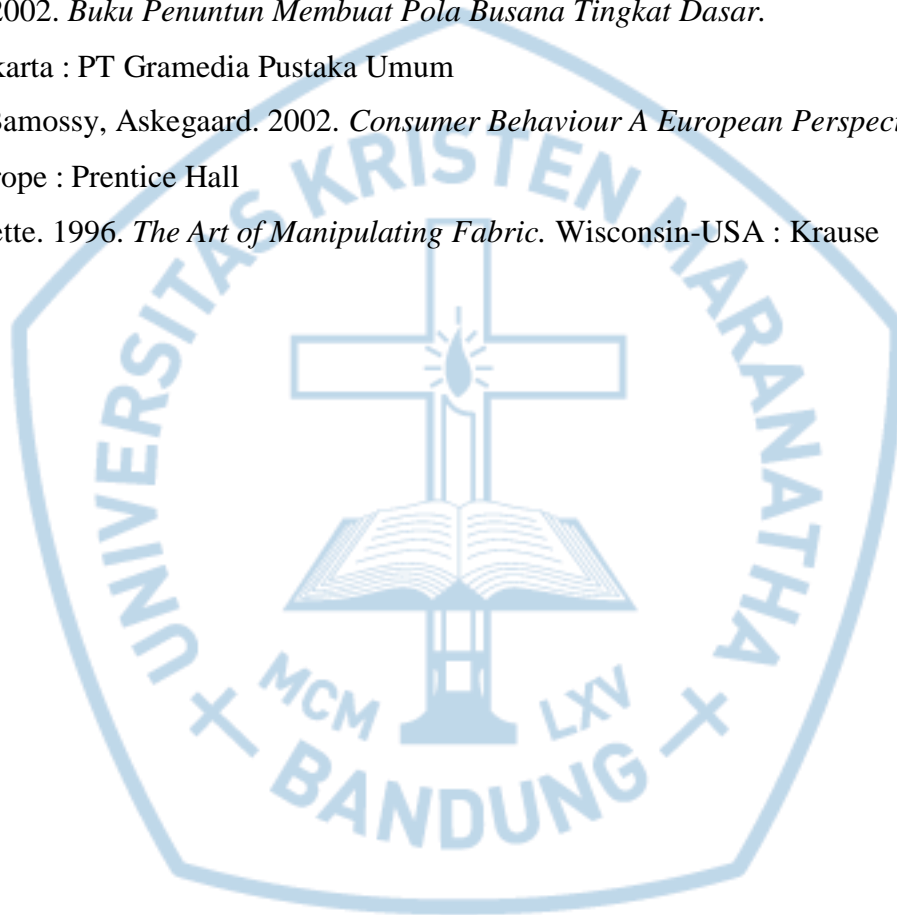 2002. Buku Penuntun Membuat Pola Busana Tingkat Dasar.
karta : PT Gramedia Pustaka Umum
Bamossy, Askegaard. 2002. Consumer Behaviour A European Perspec
rope : Prentice Hall
ette. 1996. The Art of Manipulating Fabric. Wisconsin-USA : Krause
UNIVERSITAS KRISTEN MARANATHA
MCM LXV
BANDUNG